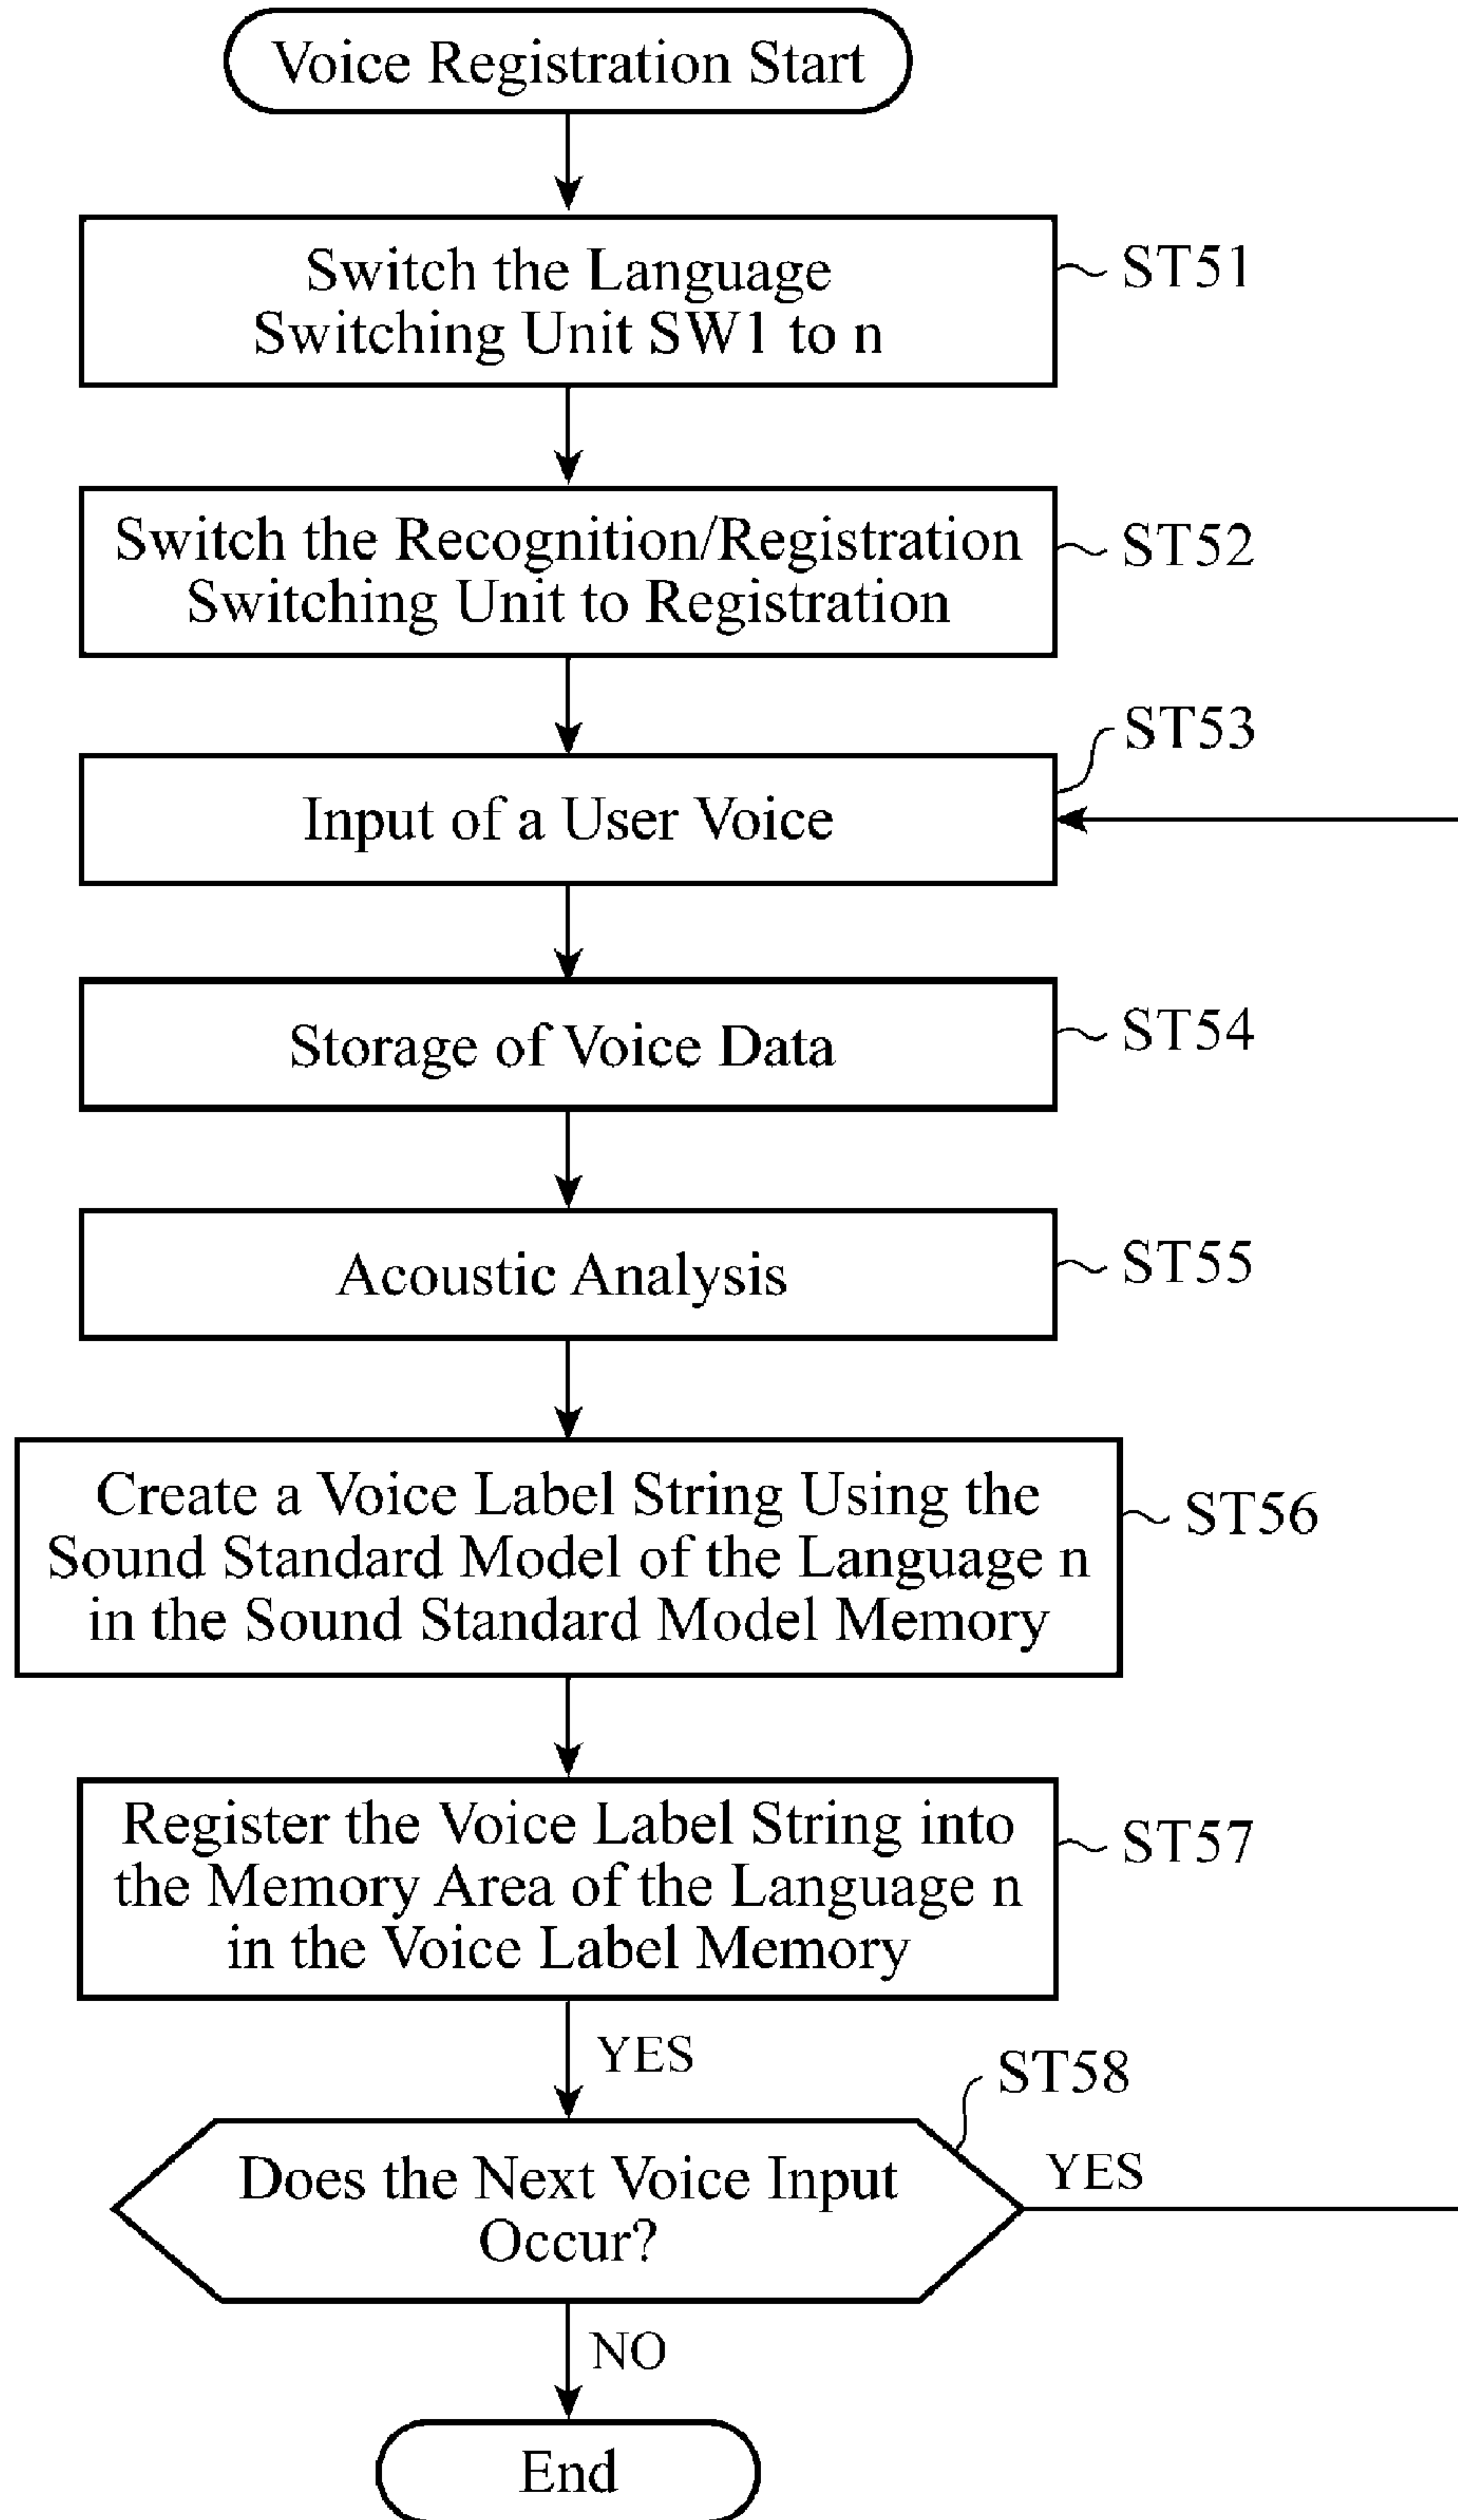 Voice Registration Start
Switch the Language
Switching Unit SW1 to n
ST51
Switch the Recognition/Registration
Switching Unit to Registration
ST52
ST53
Input of a User Voice
Storage of Voice Data
ST54
Acoustic Analysis
ST55
Create a Voice Label String Using the
Sound Standard Model of the Language n
in the Sound Standard Model Memory
ST56
Register the Voice Label String into
the Memory Area of the Language n
in the Voice Label Memory
ST57
YES
ST58
Does the Next Voice Input
Occur?
YES
NO
End